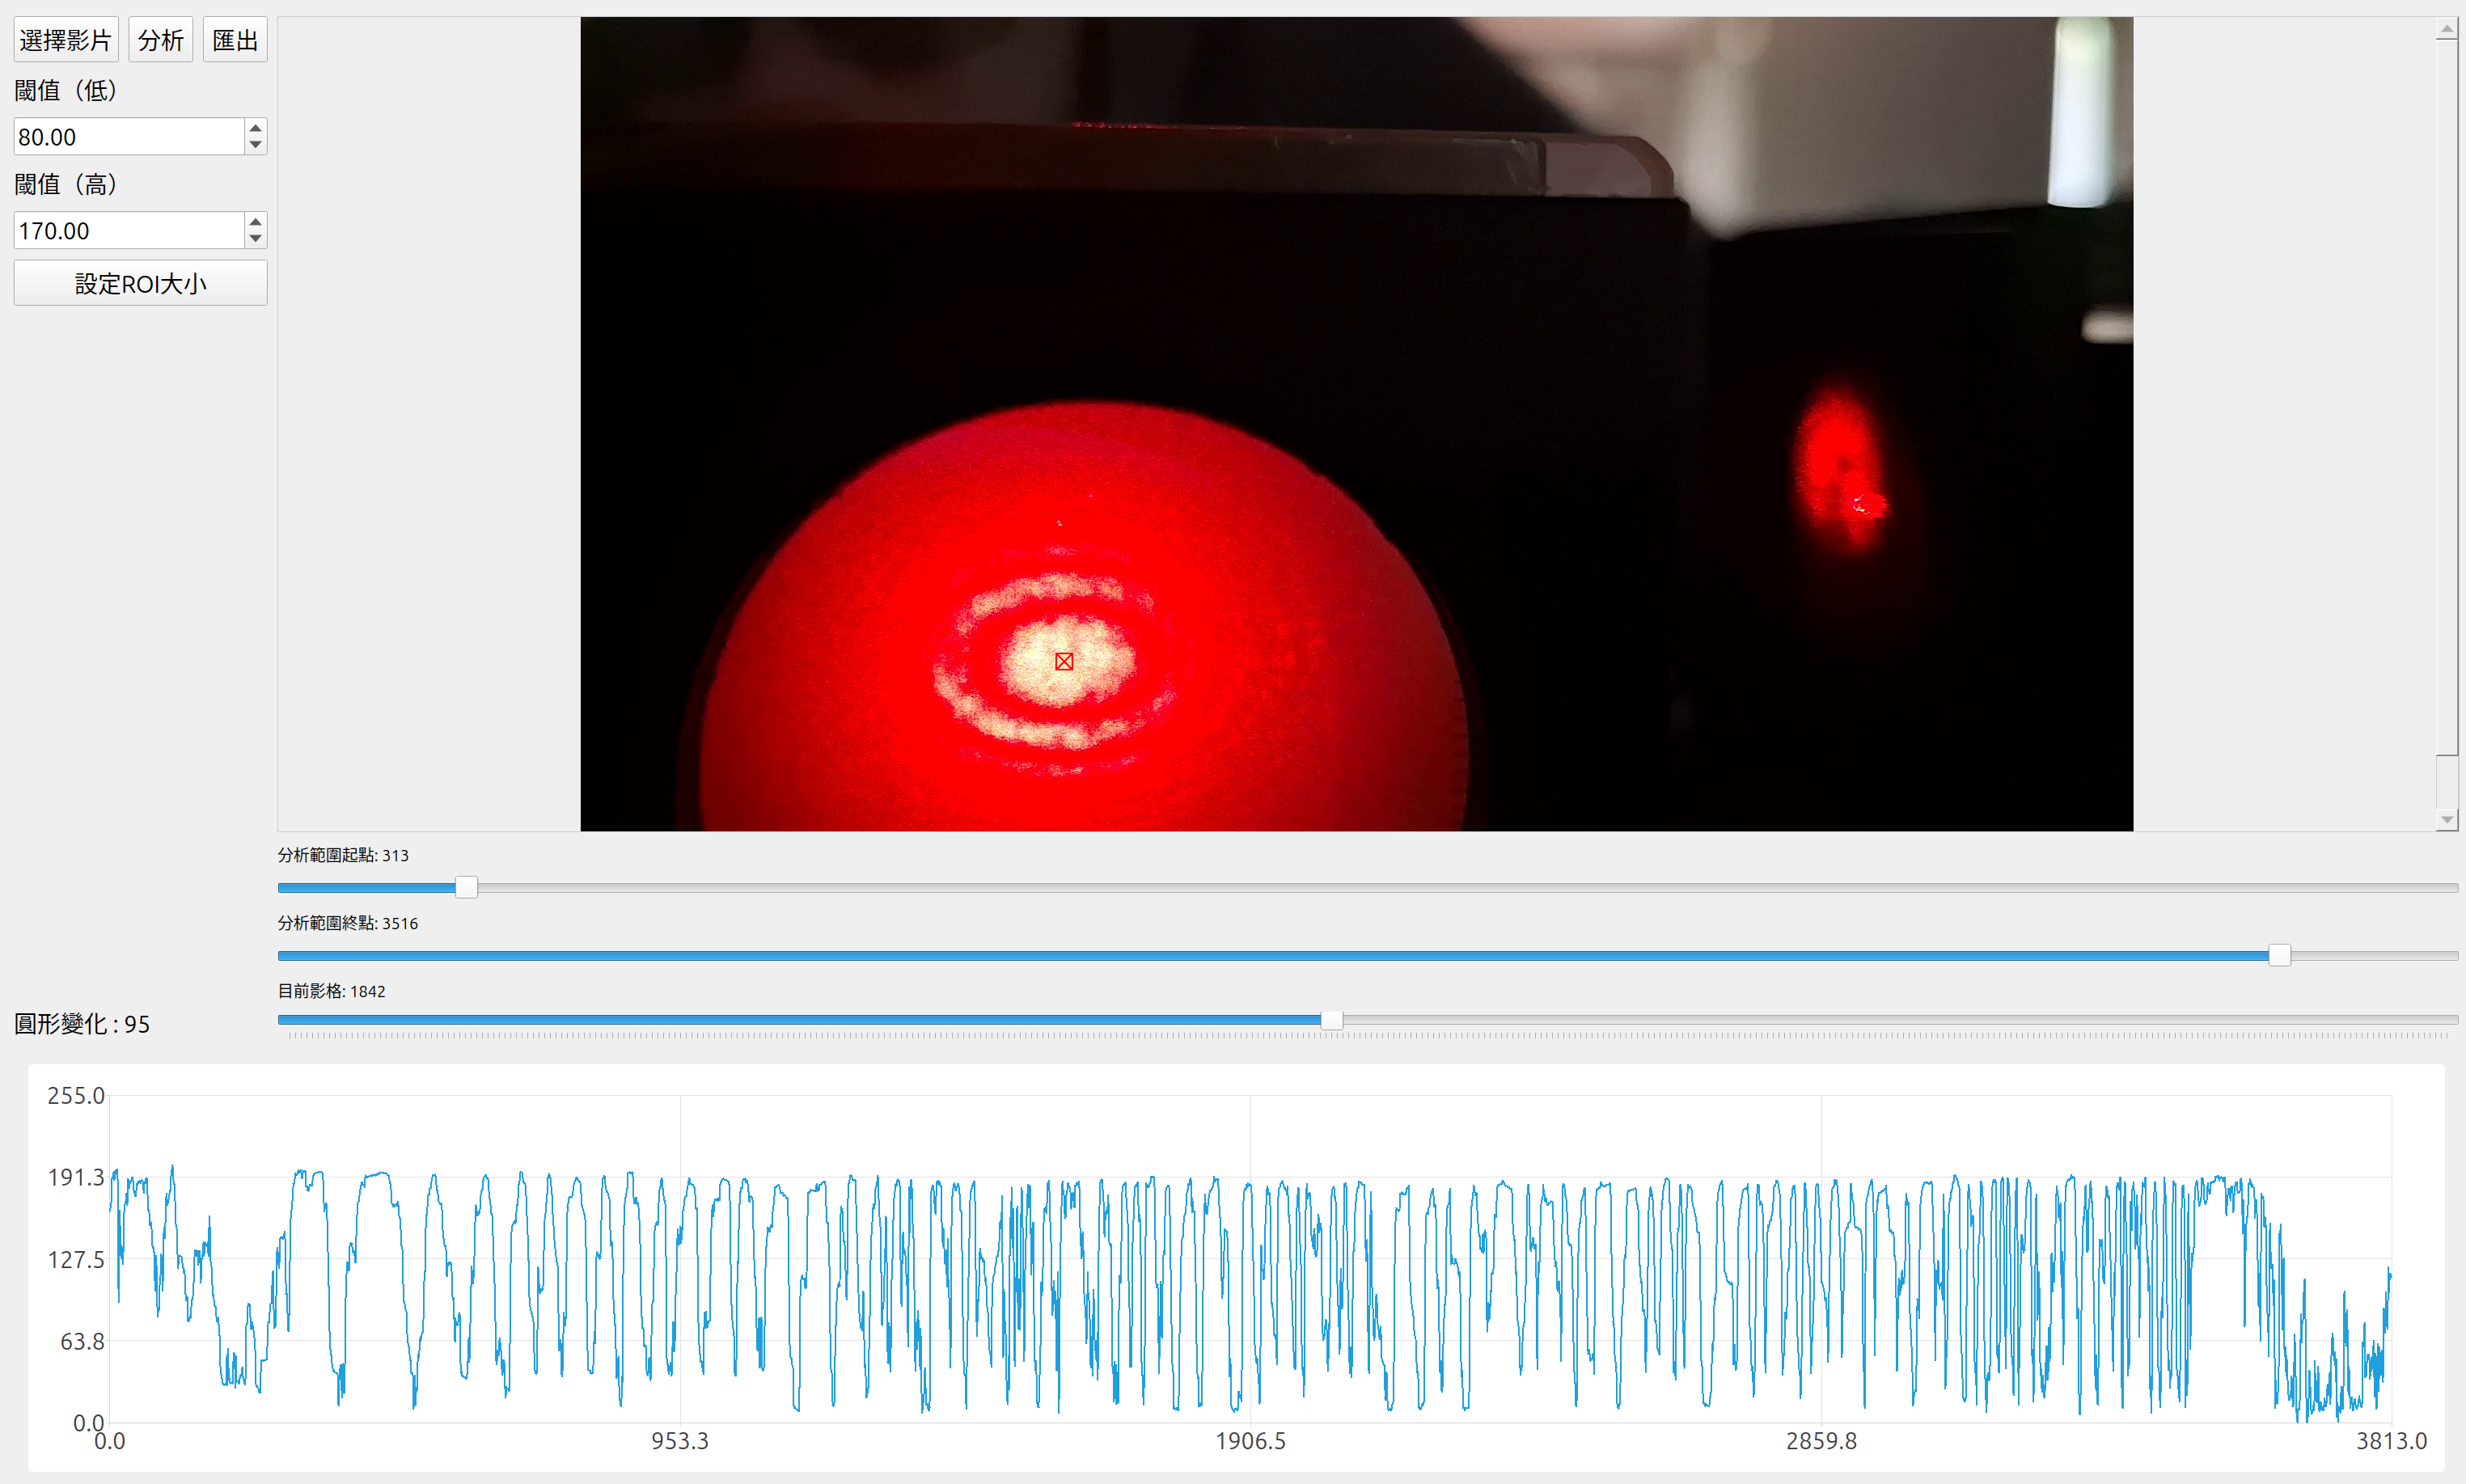 選擇影片 分析 匯出
閾值（低）
80.00
閾值（高）
170.00
設定ROI大小
分析範圍起點: 313
分析範圍終點: 3516
目前影格: 1842
圓形變化 : 95
255.0
191.3
127.5
63.8
0.0
0.0 953.3 1906.5 2859.8 3813.0